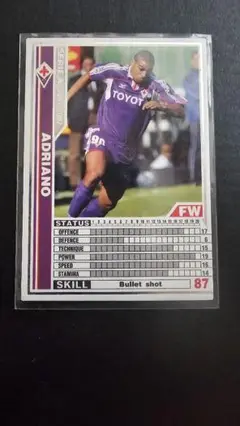 ADRIANO
TOYOTA
FW
STATUS
OFFENCE 17
DEFENCE 6
TECHNIQUE 15
POWER 19
SPEED 16
STAMINA 14
SKILL Bullet shot 87